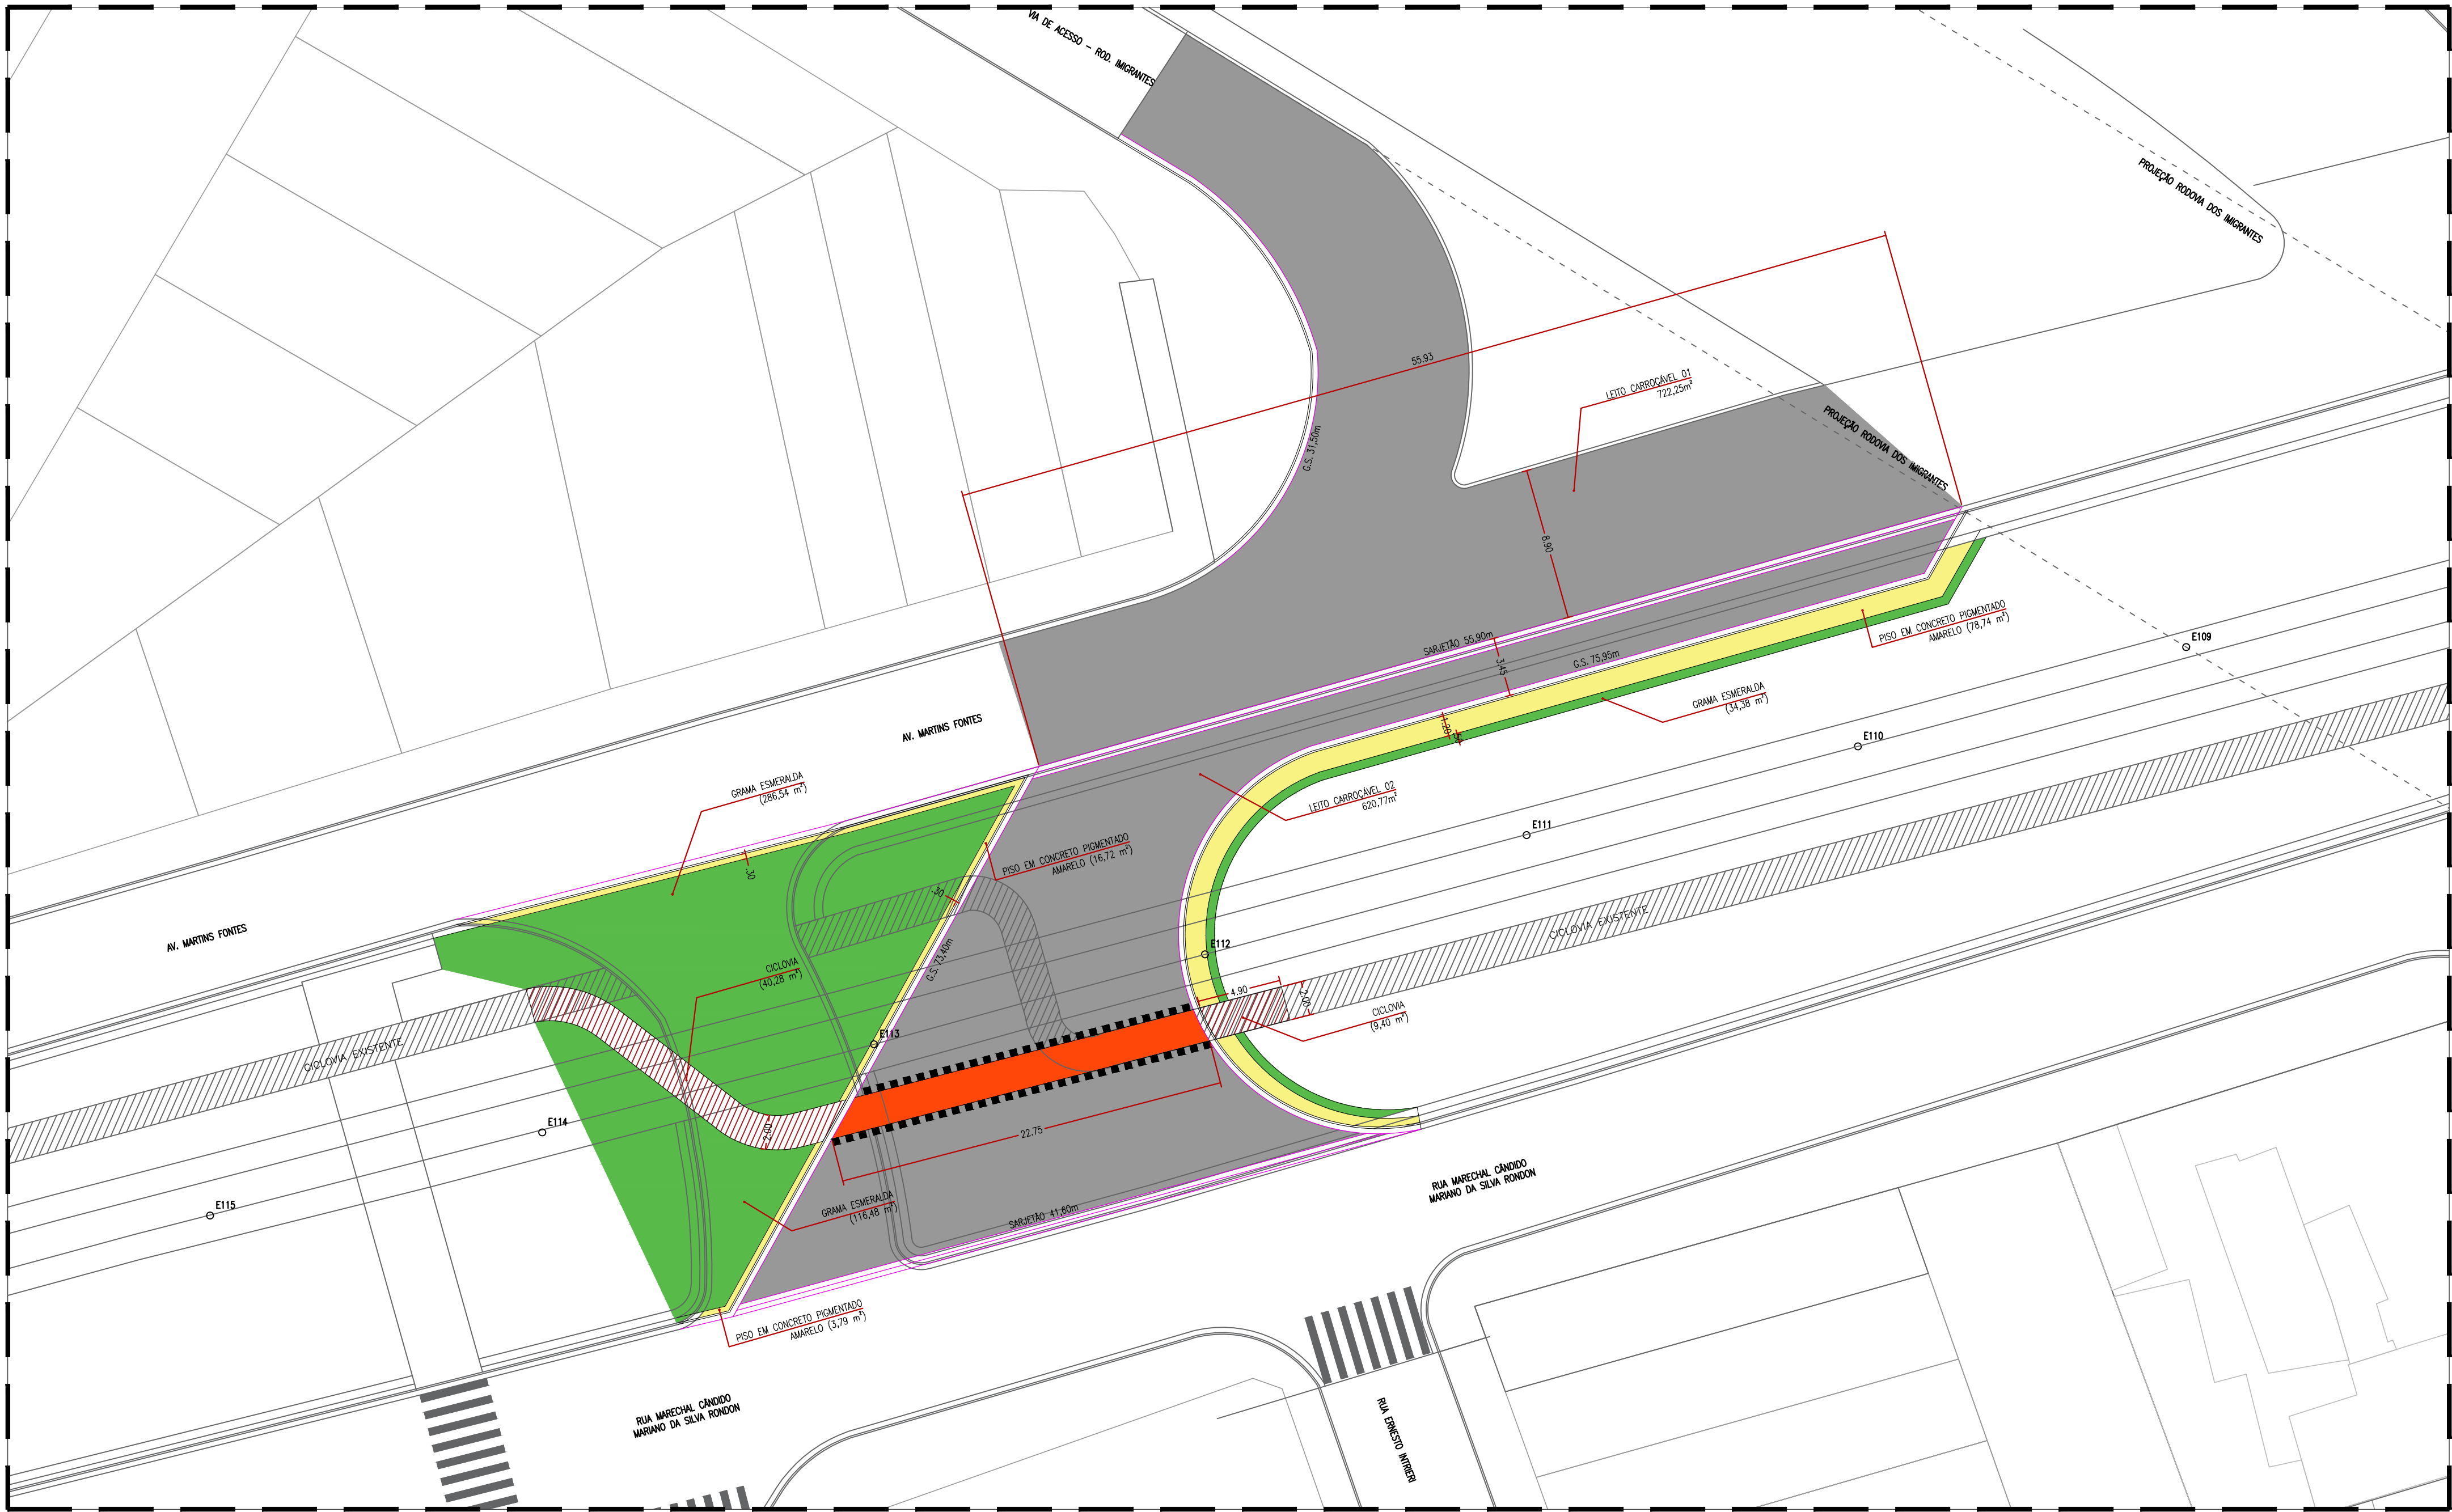 VIA DE ACESSO - ROD. IMIGRANTES
PROJEÇÃO RODOVIA DOS IMIGRANTES
55.93
LEITO CARROÇÁVEL 01
722,25m²
PROJEÇÃO RODOVIA DOS IMIGRANTES
G.S. 31,50m
8.90
SARJETÃO 55,90m
3.45
G.S. 75,95m
PISO EM CONCRETO PIGMENTADO
AMARELO (78,74 m²)
E109
GRAMA ESMERALDA
(34,38 m²)
1.20
.50
AV. MARTINS FONTES
E110
GRAMA ESMERALDA
(286,54 m²)
LEITO CARROÇÁVEL 02
620,77m²
E111
PISO EM CONCRETO PIGMENTADO
AMARELO (16,72 m²)
.30
.30
AV. MARTINS FONTES
CICLOVIA EXISTENTE
E112
G.S. 73,40m
CICLOVIA
(40,28 m²)
4.90
2.00
CICLOVIA
(9,40 m²)
E113
CICLOVIA EXISTENTE
E114
2.00
22.75
RUA MARECHAL CÂNDIDO
MARIANO DA SILVA RONDON
E115
GRAMA ESMERALDA
(116,48 m²)
SARJETÃO 41,60m
PISO EM CONCRETO PIGMENTADO
AMARELO (3,79 m²)
RUA MARECHAL CÂNDIDO
MARIANO DA SILVA RONDON
RUA ERNESTO INTRIERI